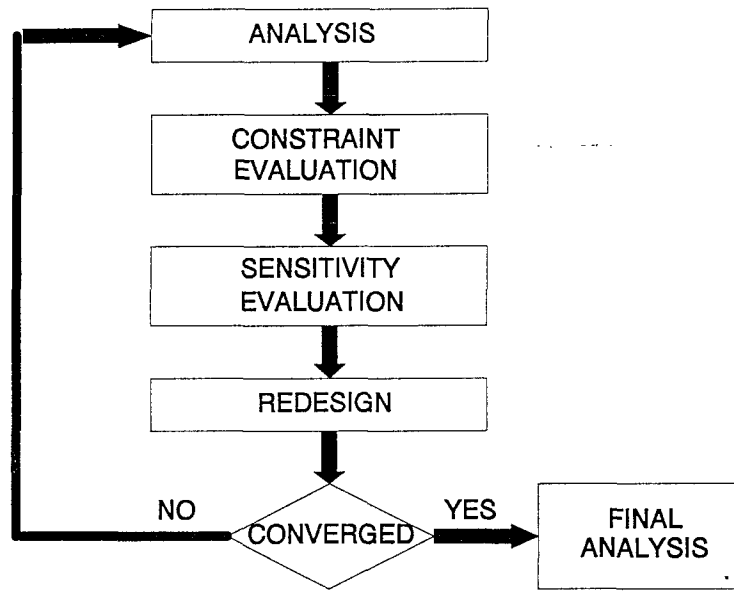 ANALYSIS
CONSTRAINT
EVALUATION
SENSITIVITY
EVALUATION
REDESIGN
NO
CONVERGED
YES
FINAL
ANALYSIS